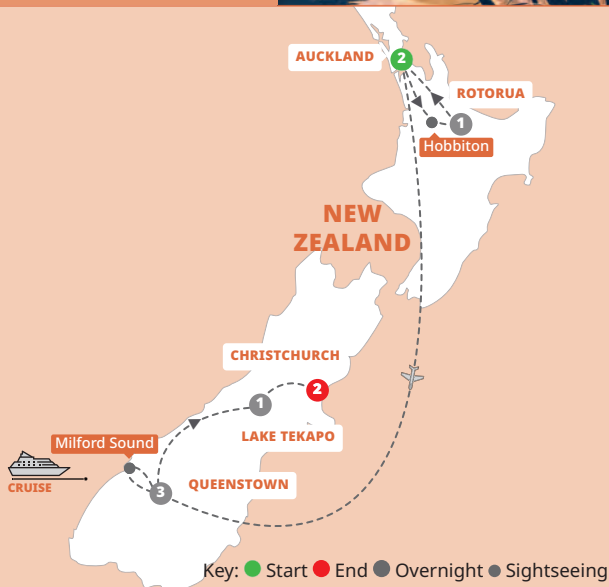 AUCKLAND
2
ROTORUA
1
Hobbiton
NEW
ZEALAND
CHRISTCHURCH
2
1
LAKE TEKAPO
Milford Sound
QUEENSTOWN
3
CRUISE
Key: Start End Overnight Sightseeing